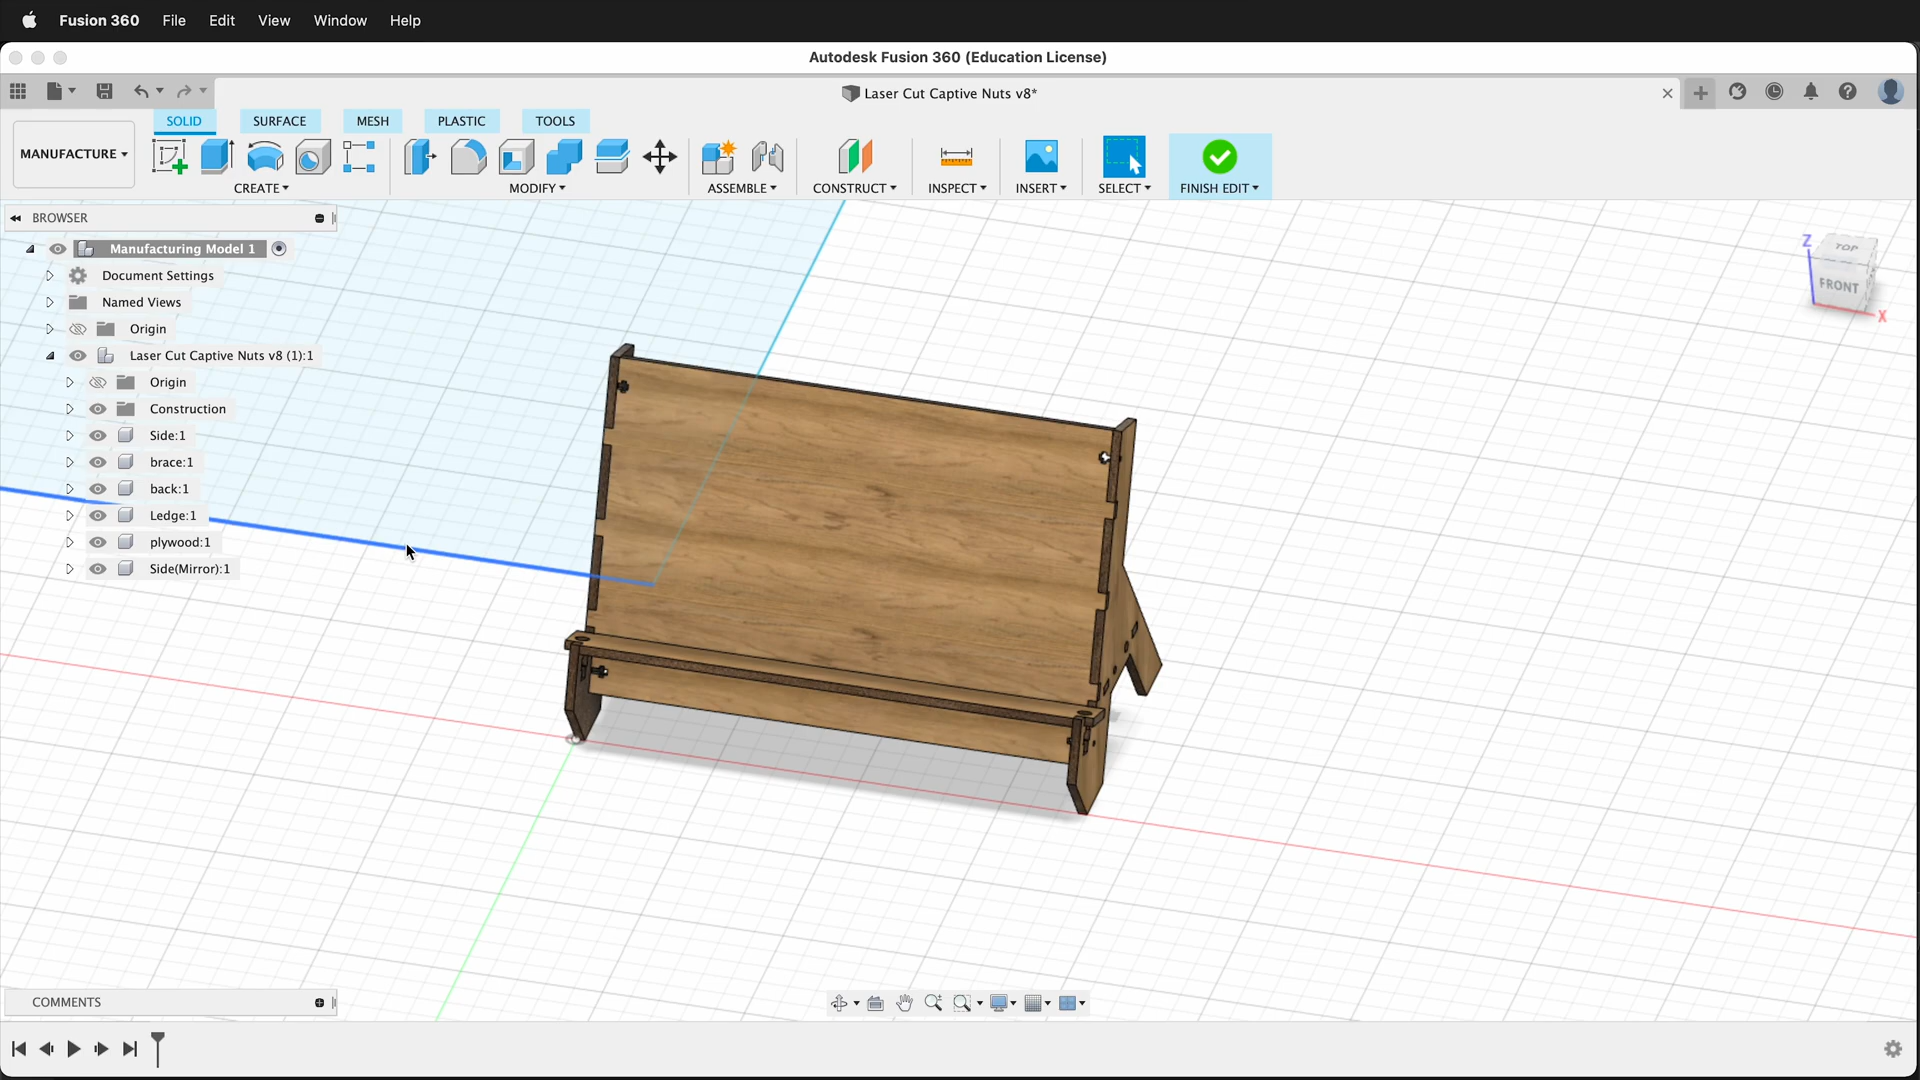 Fusion 360 File Edit View Window Help
Autodesk Fusion 360 (Education License)
Laser Cut Captive Nuts v8*
SOLID SURFACE MESH PLASTIC TOOLS
MANUFACTURE
CREATE MODIFY ASSEMBLE CONSTRUCT INSPECT INSERT SELECT FINISH EDIT
BROWSER
Manufacturing Model 1
Document Settings
Named Views
Origin
Laser Cut Captive Nuts v8 (1):1
Origin
Construction
Side:1
brace:1
back:1
Ledge:1
plywood:1
Side(Mirror):1
Z
TOP
FRONT
X
COMMENTS